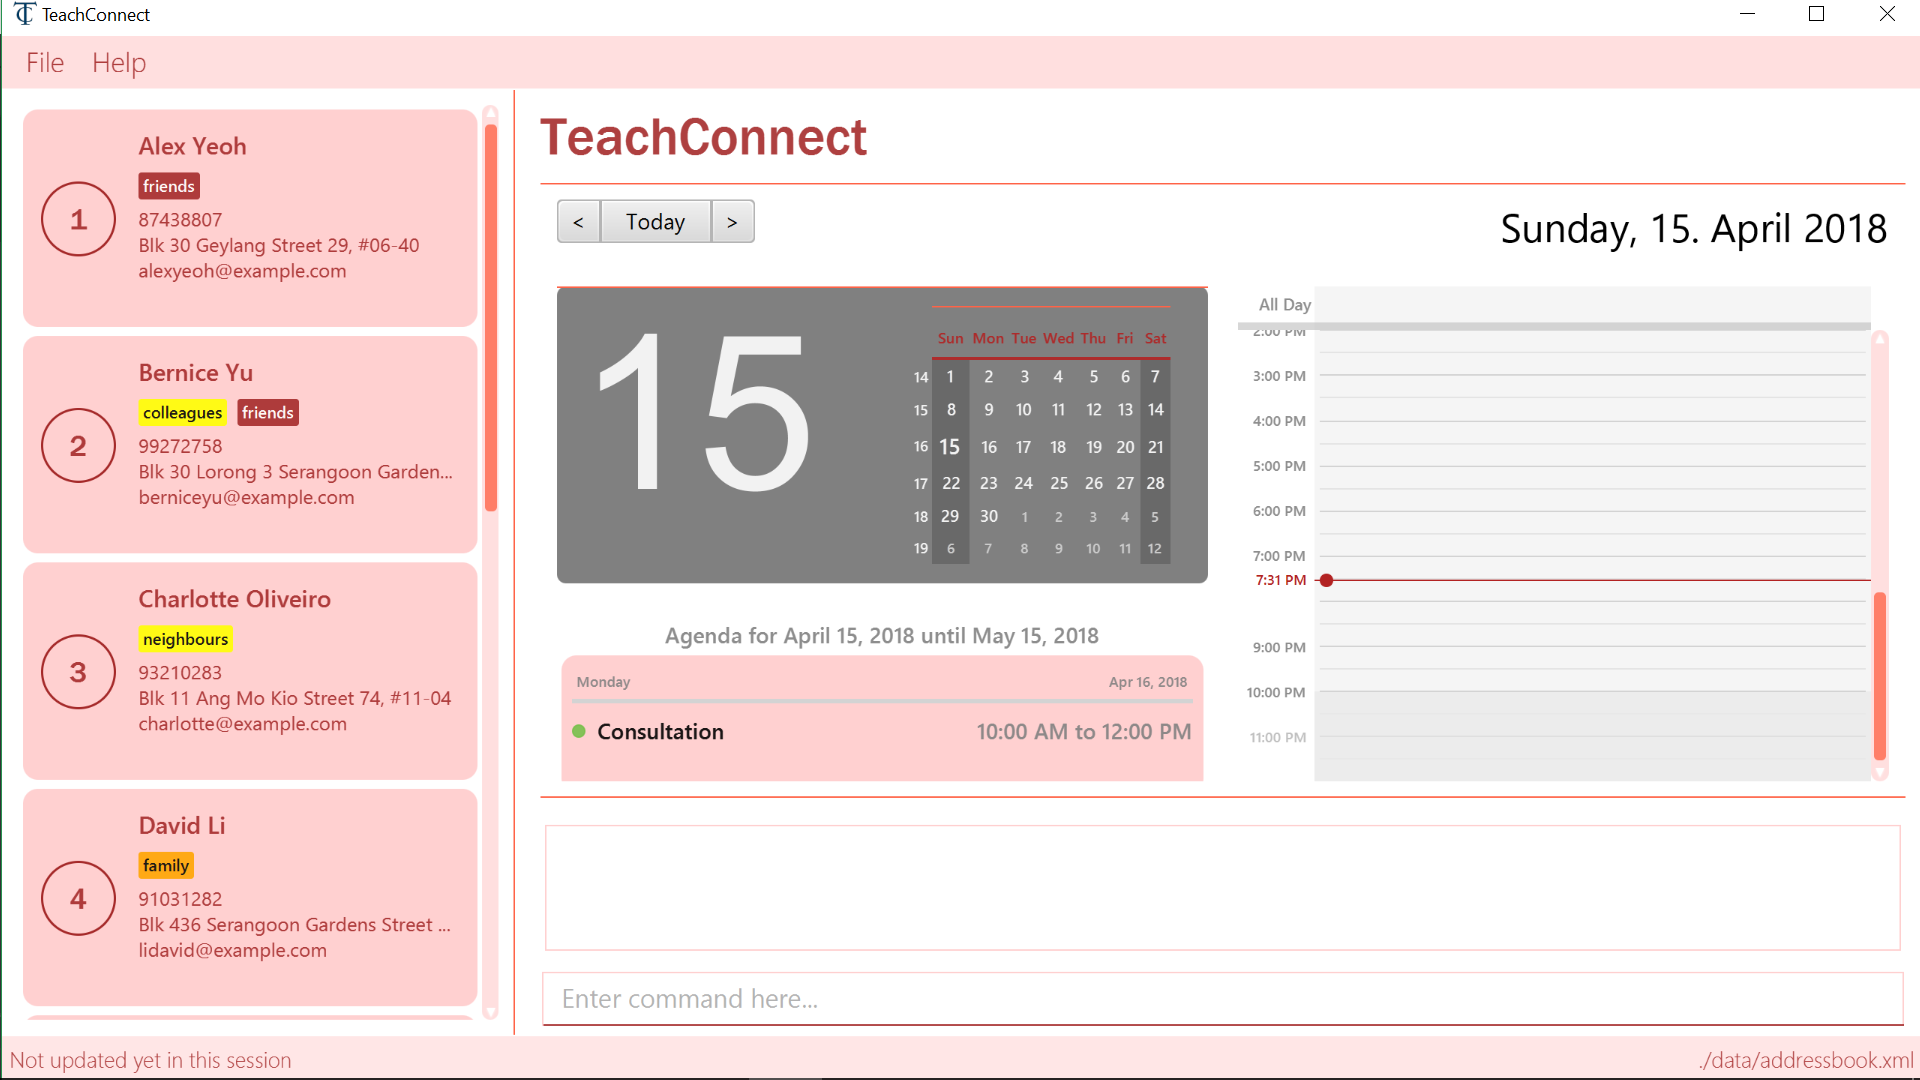 TeachConnect
File Help
1
Alex Yeoh
friends
87438807
Blk 30 Geylang Street 29, #06-40
alexyeoh@example.com
2
Bernice Yu
colleagues friends
99272758
Blk 30 Lorong 3 Serangoon Garden...
berniceyu@example.com
3
Charlotte Oliveiro
neighbours
93210283
Blk 11 Ang Mo Kio Street 74, #11-04
charlotte@example.com
4
David Li
family
91031282
Blk 436 Serangoon Gardens Street ...
lidavid@example.com
TeachConnect
< Today >
Sunday, 15. April 2018
15
Sun Mon Tue Wed Thu Fri Sat
14 1 2 3 4 5 6 7
15 8 9 10 11 12 13 14
16 15 16 17 18 19 20 21
17 22 23 24 25 26 27 28
18 29 30 1 2 3 4 5
19 6 7 8 9 10 11 12
Agenda for April 15, 2018 until May 15, 2018
Monday Apr 16, 2018
Consultation 10:00 AM to 12:00 PM
All Day
2:00 PM
3:00 PM
4:00 PM
5:00 PM
6:00 PM
7:00 PM
7:31 PM
9:00 PM
10:00 PM
11:00 PM
Enter command here...
Not updated yet in this session
./data/addressbook.xml